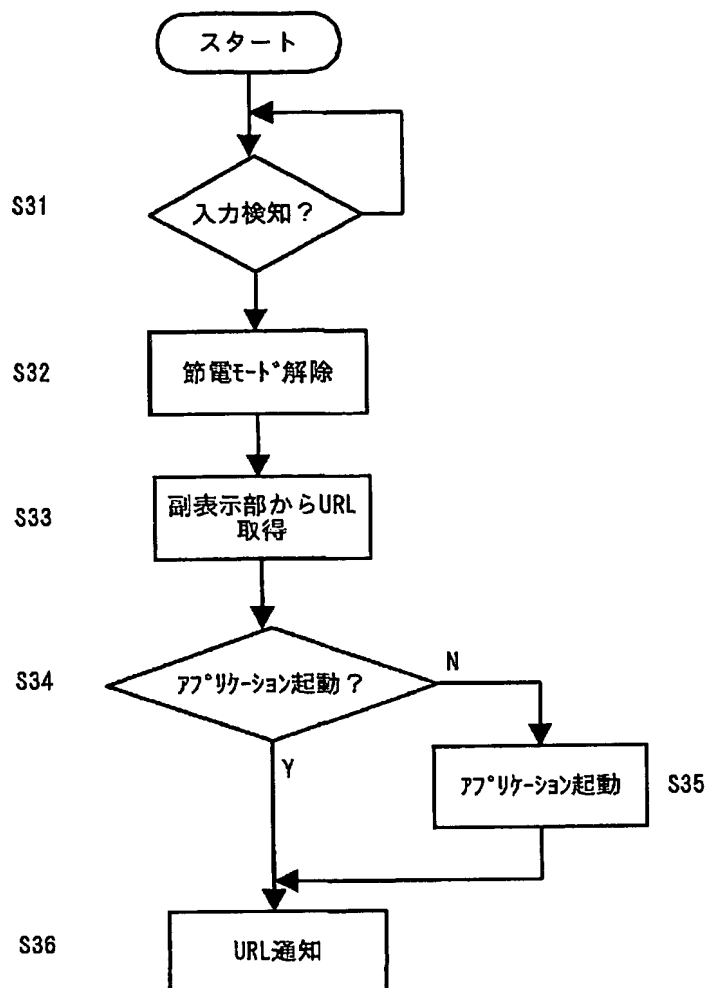 スタート
S31
入力検知？
S32
節電ﾓｰﾄﾞ解除
S33
副表示部からURL
取得
S34
ｱﾌﾟﾘｹｰｼｮﾝ起動？
N
Y
ｱﾌﾟﾘｹｰｼｮﾝ起動
S35
S36
URL通知